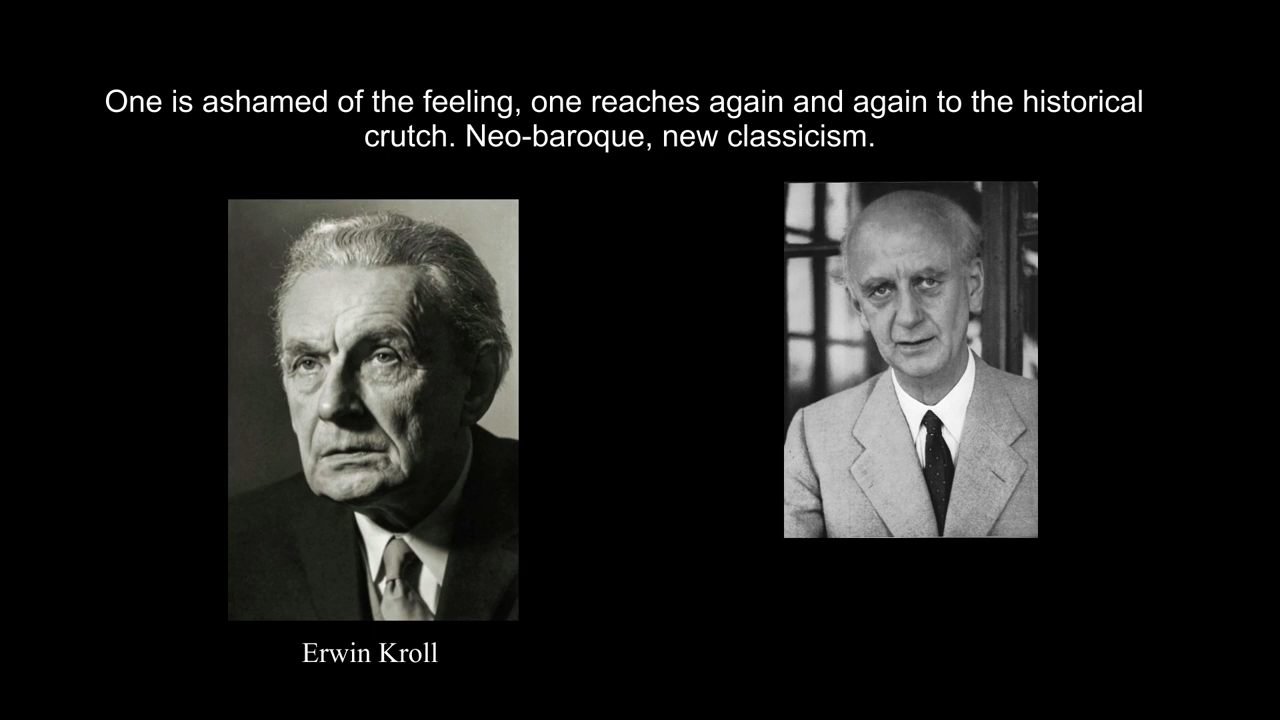 One is ashamed of the feeling, one reaches again and again to the historical
crutch. Neo-baroque, new classicism.
Erwin Kroll